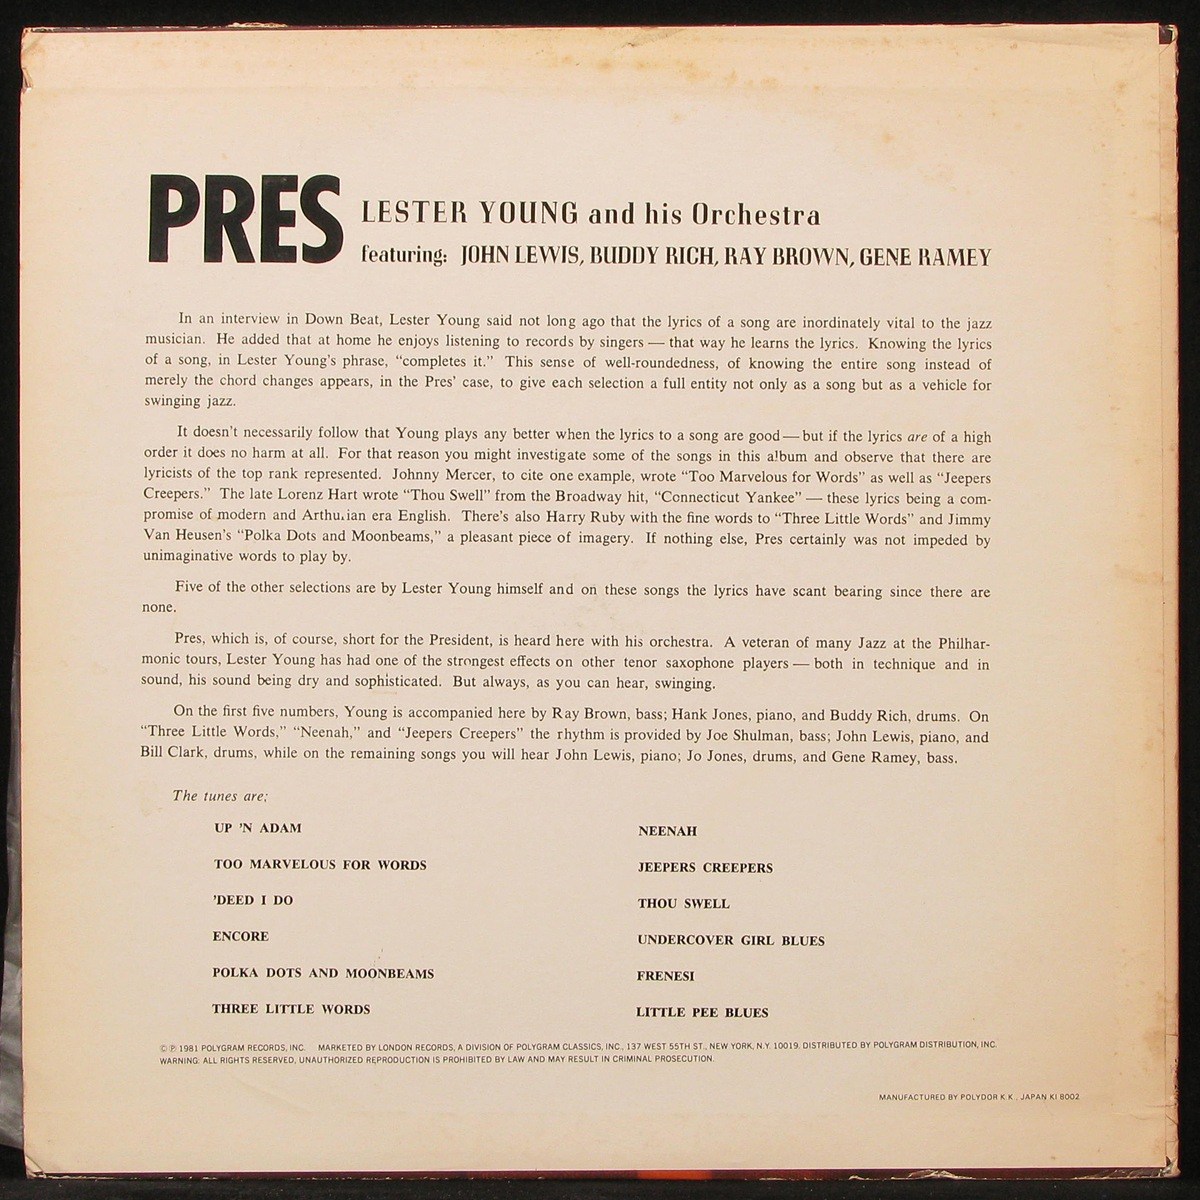 PRES
LESTER YOUNG and his Orchestra
featuring: JOHN LEWIS, BUDDY RICH, RAY BROWN, GENE RAMEY
In an interview in Down Beat, Lester Young said not long ago that the lyrics of a song are inordinately vital to the jazz
musician. He added that at home he enjoys listening to records by singers — that way he learns the lyrics. Knowing the lyrics
of a song, in Lester Young's phrase, “completes it.” This sense of well-roundedness, of knowing the entire song instead of
merely the chord changes appears, in the Pres' case, to give each selection a full entity not only as a song but as a vehicle for
swinging jazz.
It doesn't necessarily follow that Young plays any better when the lyrics to a song are good — but if the lyrics are of a high
order it does no harm at all. For that reason you might investigate some of the songs in this album and observe that there are
lyricists of the top rank represented. Johnny Mercer, to cite one example, wrote “Too Marvelous for Words” as well as “Jeepers
Creepers.” The late Lorenz Hart wrote “Thou Swell” from the Broadway hit, “Connecticut Yankee” — these lyrics being a com-
promise of modern and Arthurian era English. There's also Harry Ruby with the fine words to “Three Little Words” and Jimmy
Van Heusen's “Polka Dots and Moonbeams,” a pleasant piece of imagery. If nothing else, Pres certainly was not impeded by
unimaginative words to play by.
Five of the other selections are by Lester Young himself and on these songs the lyrics have scant bearing since there are
none.
Pres, which is, of course, short for the President, is heard here with his orchestra. A veteran of many Jazz at the Philhar-
monic tours, Lester Young has had one of the strongest effects on other tenor saxophone players — both in technique and in
sound, his sound being dry and sophisticated. But always, as you can hear, swinging.
On the first five numbers, Young is accompanied here by Ray Brown, bass; Hank Jones, piano, and Buddy Rich, drums. On
“Three Little Words,” “Neenah,” and “Jeepers Creepers” the rhythm is provided by Joe Shulman, bass; John Lewis, piano, and
Bill Clark, drums, while on the remaining songs you will hear John Lewis, piano; Jo Jones, drums, and Gene Ramey, bass.
The tunes are;
UP 'N ADAM
TOO MARVELOUS FOR WORDS
'DEED I DO
ENCORE
POLKA DOTS AND MOONBEAMS
THREE LITTLE WORDS
NEENAH
JEEPERS CREEPERS
THOU SWELL
UNDERCOVER GIRL BLUES
FRENESI
LITTLE PEE BLUES
© ℗ 1981 POLYGRAM RECORDS, INC. MARKETED BY LONDON RECORDS, A DIVISION OF POLYGRAM CLASSICS, INC., 137 WEST 55TH ST., NEW YORK, N.Y. 10019. DISTRIBUTED BY POLYGRAM DISTRIBUTION, INC.
WARNING: ALL RIGHTS RESERVED, UNAUTHORIZED REPRODUCTION IS PROHIBITED BY LAW AND MAY RESULT IN CRIMINAL PROSECUTION.
MANUFACTURED BY POLYDOR K.K., JAPAN KI 8002